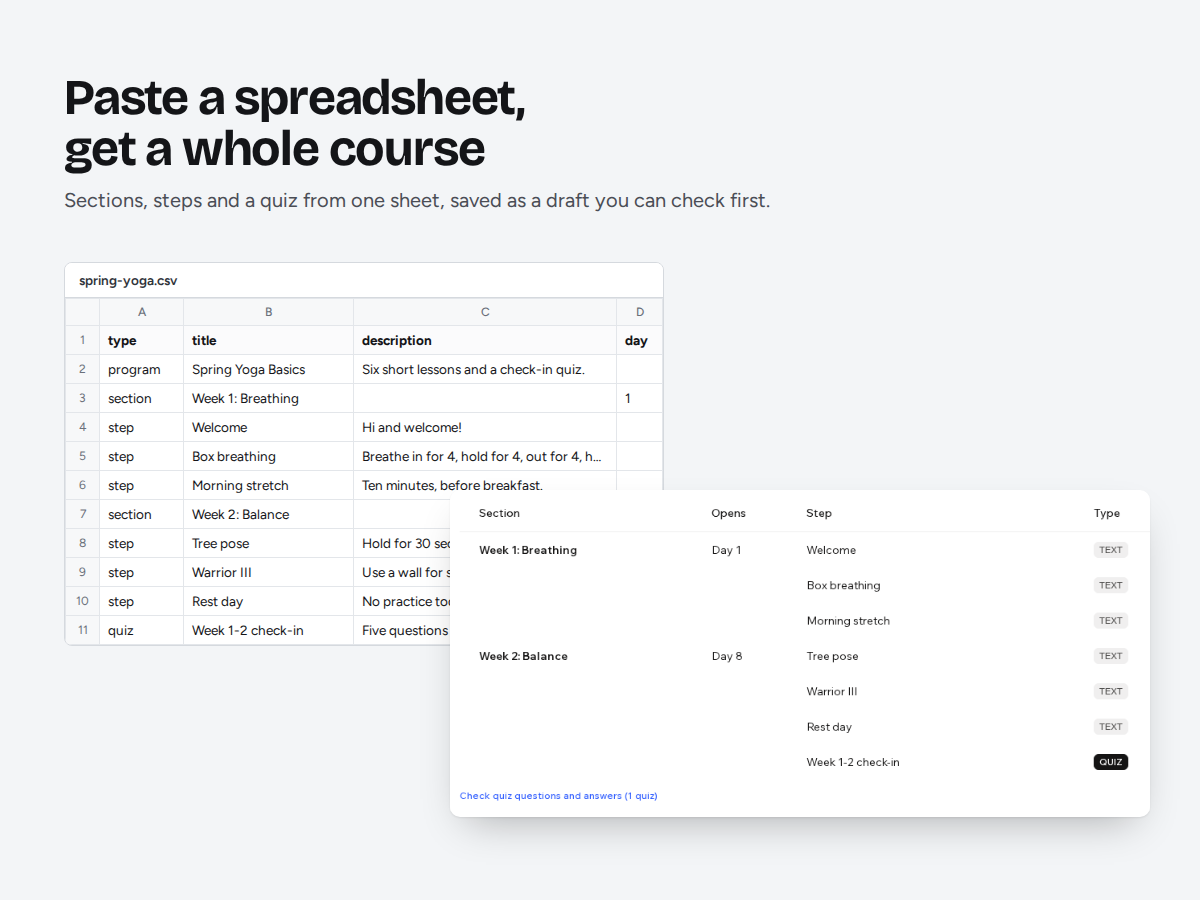 Paste a spreadsheet,
get a whole course
Sections, steps and a quiz from one sheet, saved as a draft you can check first.
spring-yoga.csv
A B C D
1 type title description day
2 program Spring Yoga Basics Six short lessons and a check-in quiz.
3 section Week 1: Breathing 1
4 step Welcome Hi and welcome!
5 step Box breathing Breathe in for 4, hold for 4, out for 4, h...
6 step Morning stretch Ten minutes, before breakfast.
7 section Week 2: Balance
8 step Tree pose Hold for 30
9 step Warrior III Use a wall for
10 step Rest day No practice
11 quiz Week 1-2 check-in Five questions
Section Opens Step Type
Week 1: Breathing Day 1 Welcome TEXT
Box breathing TEXT
Morning stretch TEXT
Week 2: Balance Day 8 Tree pose TEXT
Warrior III TEXT
Rest day TEXT
Week 1-2 check-in QUIZ
Check quiz questions and answers (1 quiz)